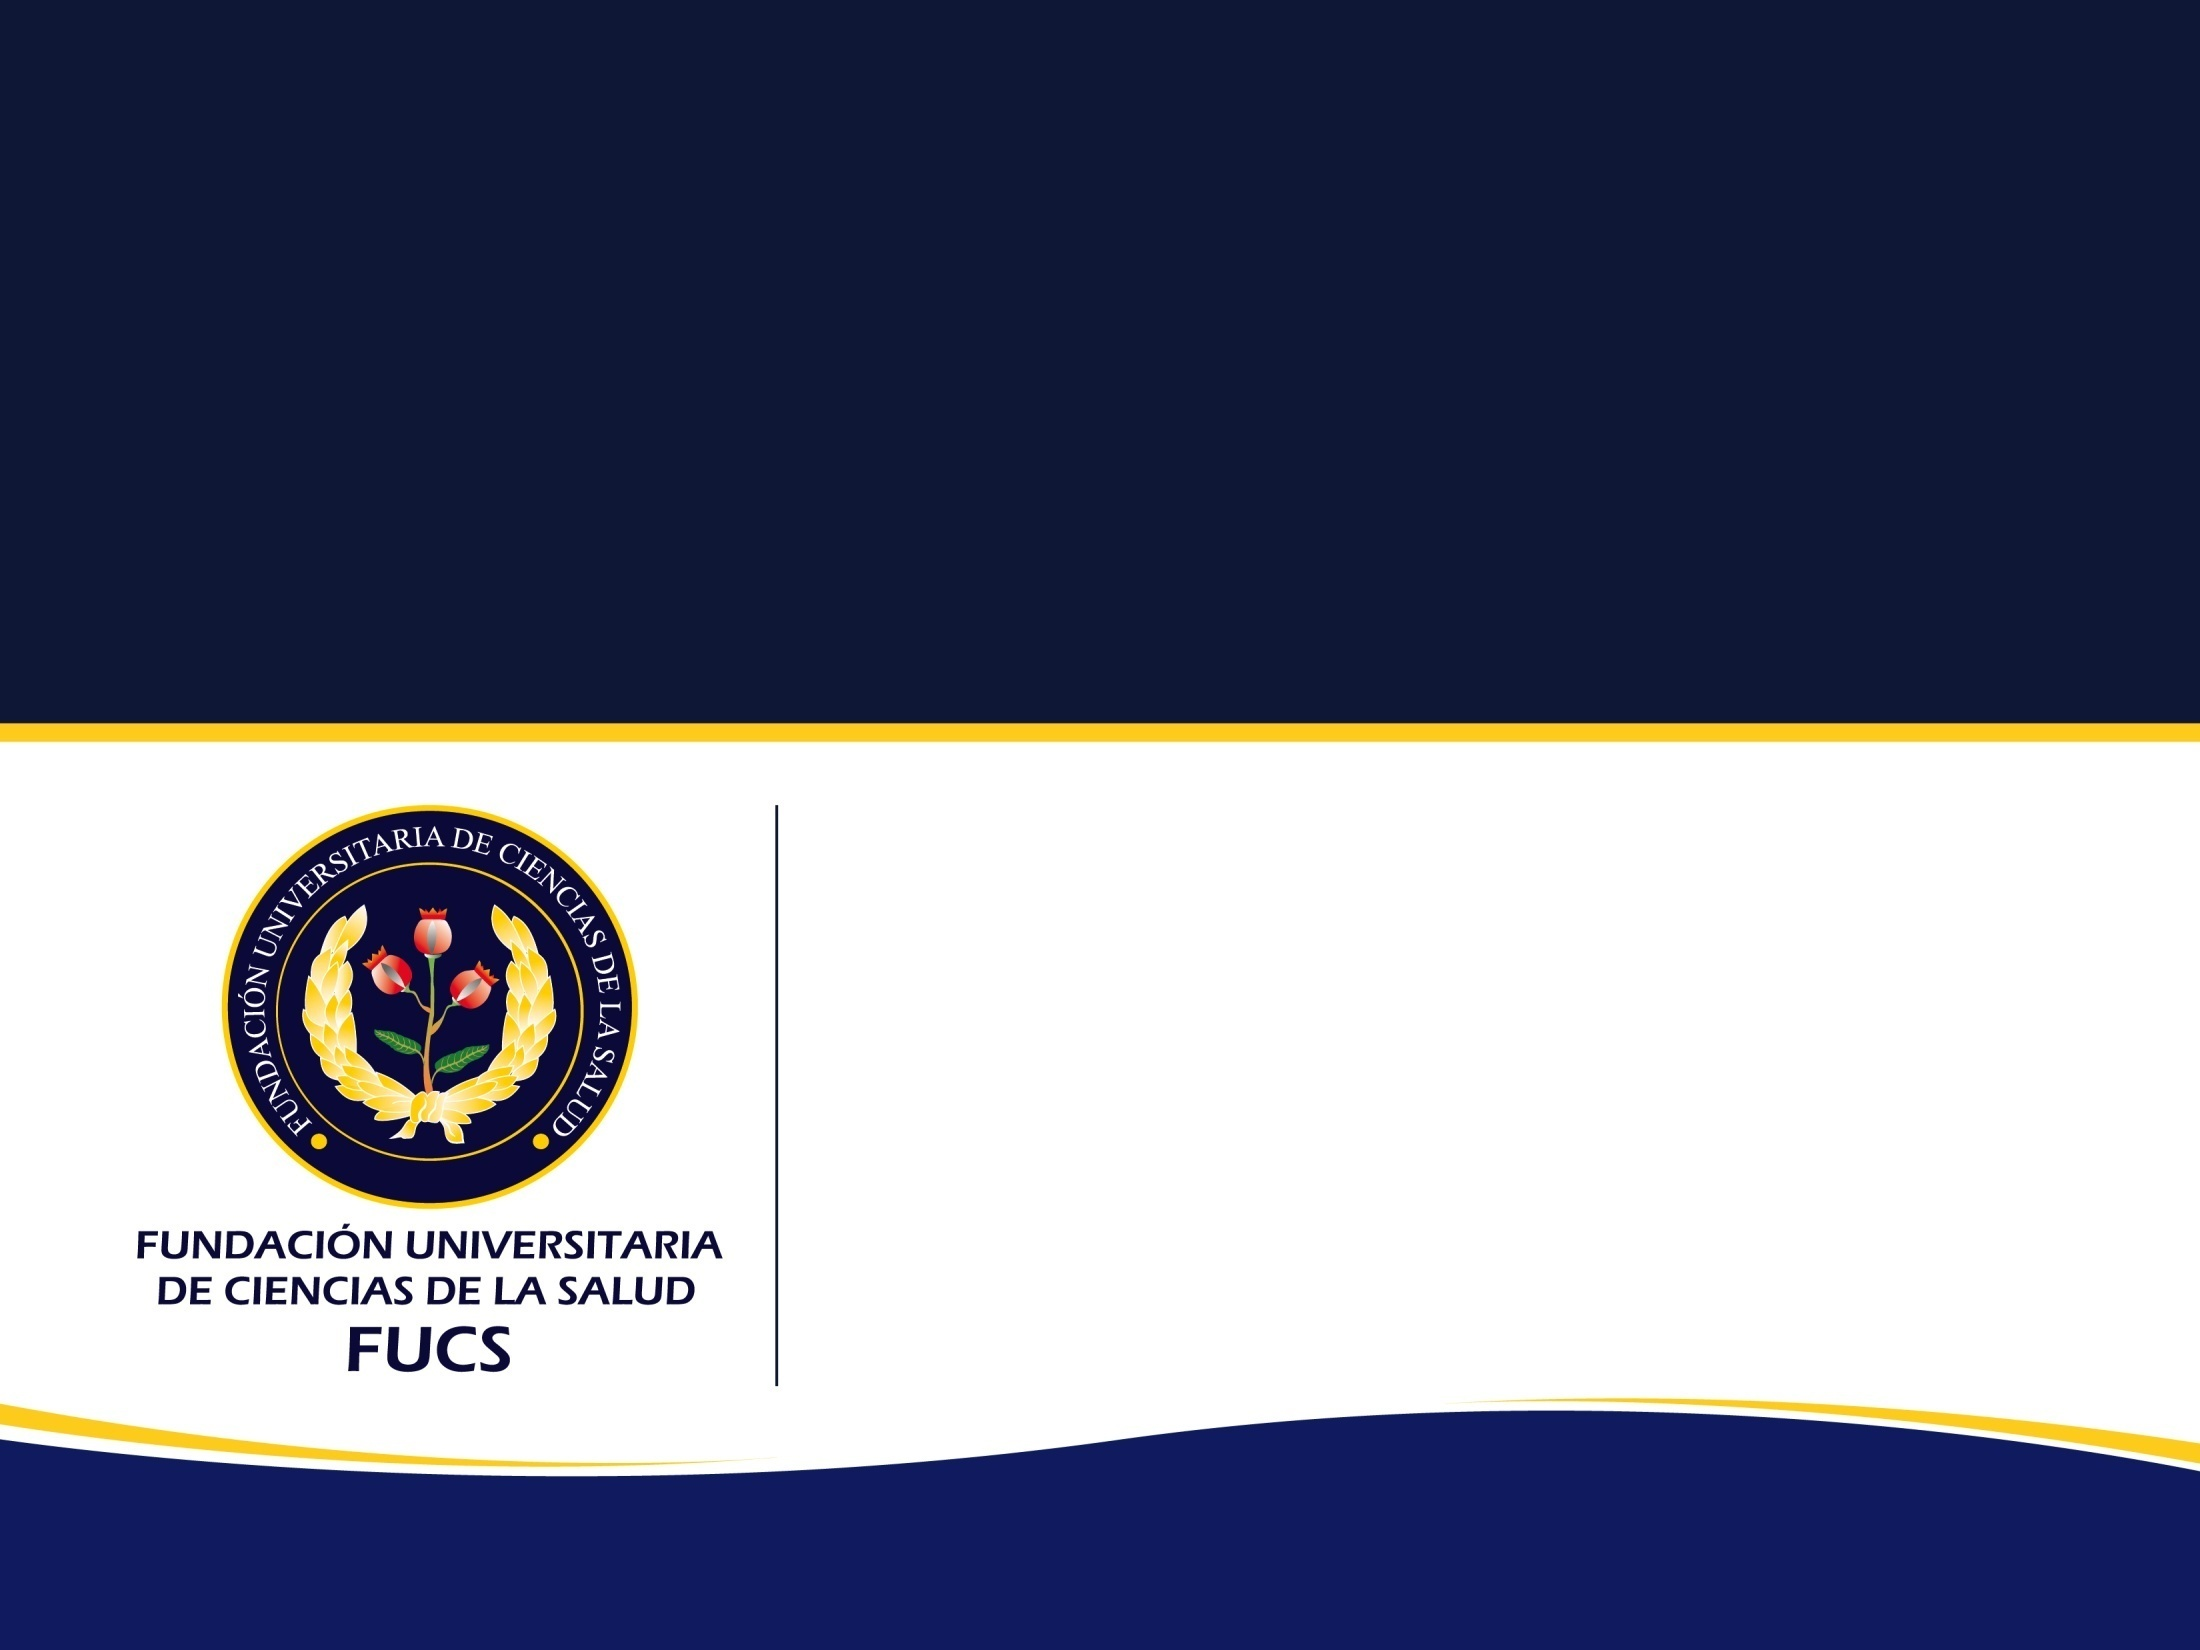 FUNDACIÓN UNIVERSITARIA DE CIENCIAS DE LA SALUD
FUNDACIÓN UNIVERSITARIA
DE CIENCIAS DE LA SALUD
FUCS